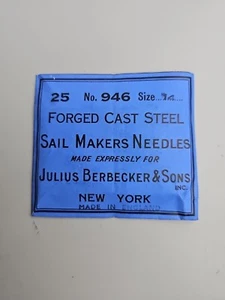 25 No. 946 Size
FORGED CAST STEEL
SAIL MAKERS NEEDLES
MADE EXPRESSLY FOR
JULIUS BERBECKER & SONS
INC.
NEW YORK
MADE IN ENGLAND